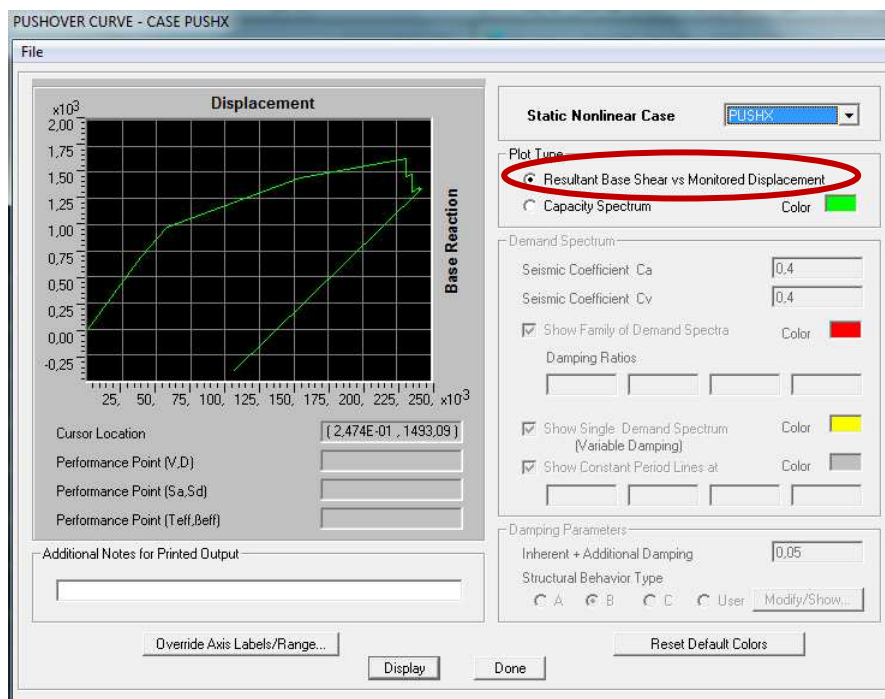 PUSHOVER CURVE - CASE PUSHX
File
Displacement
x10³
2,00
1,75
1,50
1,25
1,00
0,75
0,50
0,25
0,00
-0,25
Base Reaction
25, 50, 75, 100, 125, 150, 175, 200, 225, 250, x10³
Cursor Location ( 2,474E-01 , 1493,09 )
Performance Point (V,D)
Performance Point (Sa,Sd)
Performance Point (Teff,βeff)
Additional Notes for Printed Output
Override Axis Labels/Range...
Static Nonlinear Case PUSHX
Plot Type
Resultant Base Shear vs Monitored Displacement
Capacity Spectrum Color
Demand Spectrum
Seismic Coefficient Ca 0,4
Seismic Coefficient Cv 0,4
Show Family of Demand Spectra Color
Damping Ratios
Show Single Demand Spectrum Color
(Variable Damping)
Show Constant Period Lines at Color
Damping Parameters
Inherent + Additional Damping 0,05
Structural Behavior Type
A B C User Modify/Show...
Reset Default Colors
Display Done